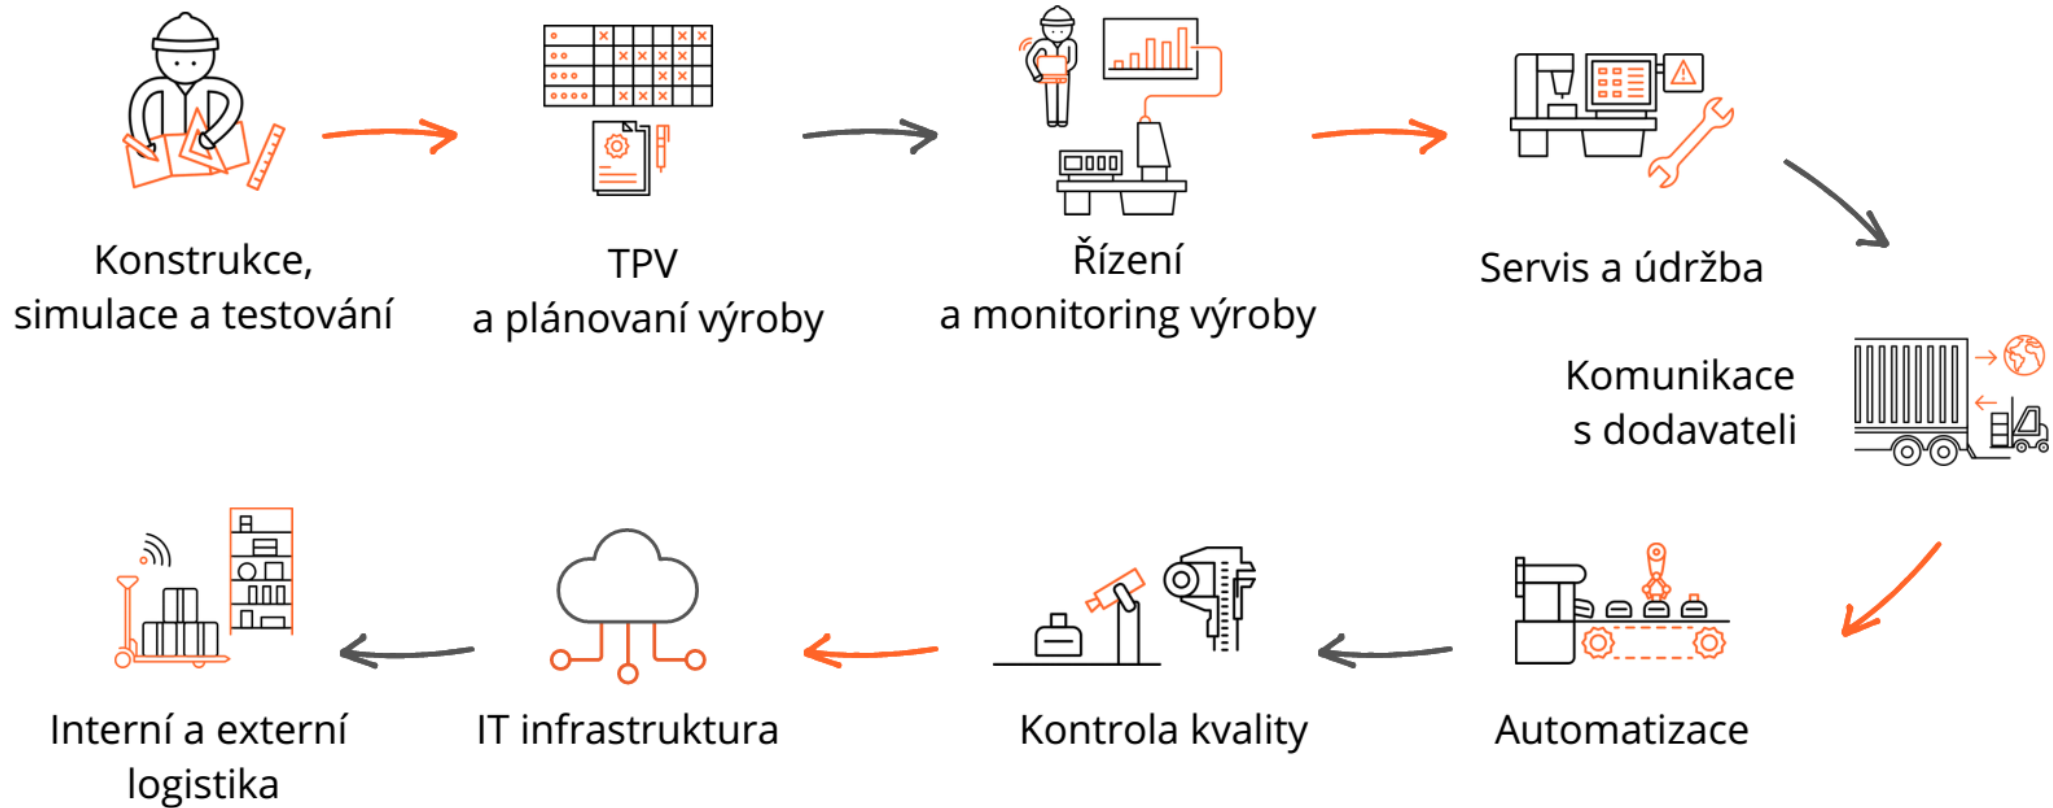 Konstrukce,
simulace a testování
TPV
a plánovaní výroby
Řízení
a monitoring výroby
Servis a údržba
Komunikace
s dodavateli
Automatizace
Kontrola kvality
IT infrastruktura
Interní a externí
logistika